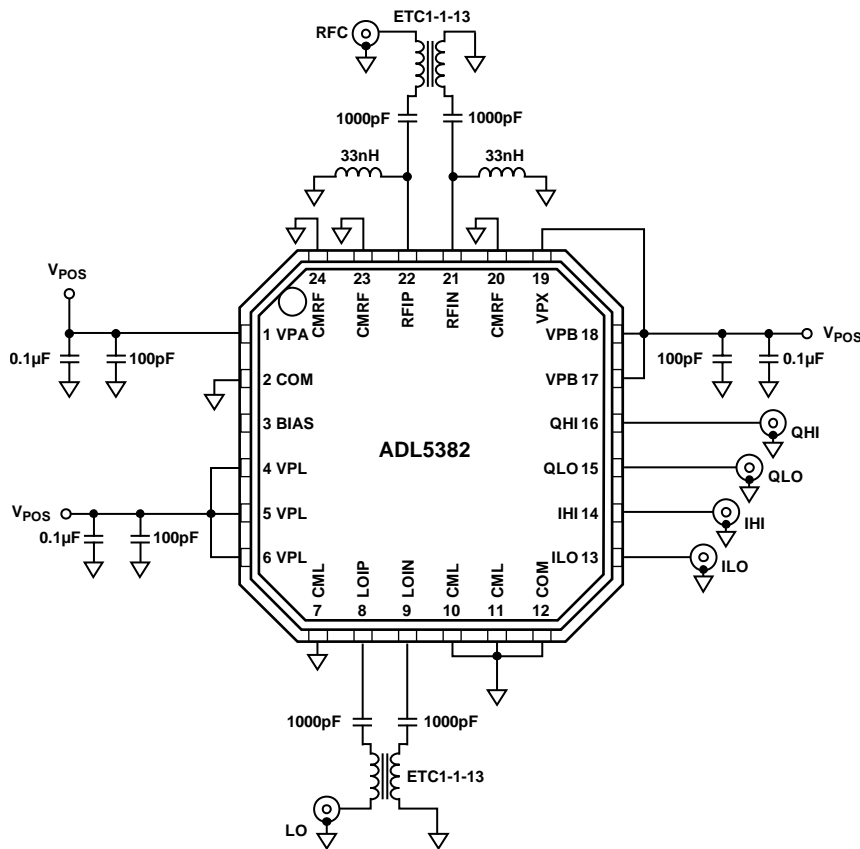 ETC1-1-13
RFC
1000pF
1000pF
33nH
33nH
VPOS
24
23
22
21
20
19
CMRF
CMRF
RFIP
RFIN
CMRF
VPX
1 VPA
VPB 18
VPOS
0.1µF
100pF
100pF
0.1µF
2 COM
VPB 17
3 BIAS
QHI 16
QHI
ADL5382
4 VPL
QLO 15
QLO
VPOS
5 VPL
IHI 14
IHI
0.1µF
100pF
6 VPL
ILO 13
ILO
CML
LOIP
LOIN
CML
CML
COM
7
8
9
10
11
12
1000pF
1000pF
ETC1-1-13
LO